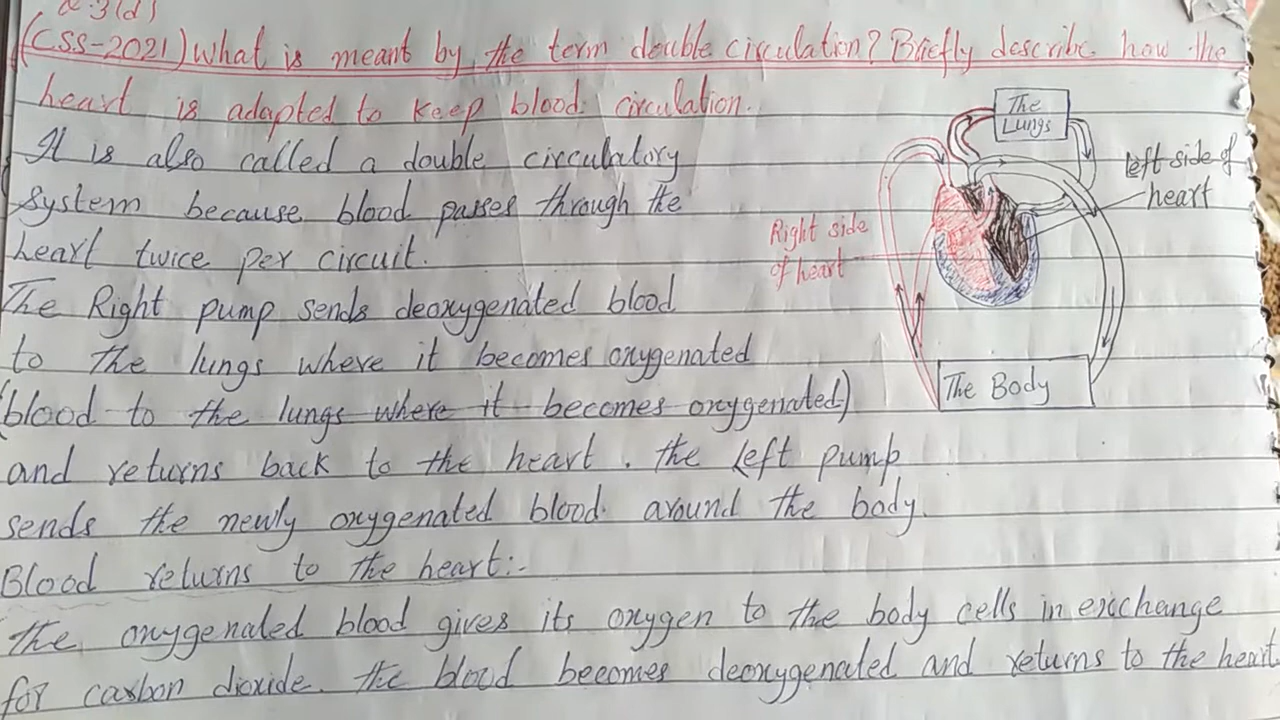 Q.3(d)
(CSS-2021) What is meant by the term double circulation? Briefly describe how the
heart is adapted to keep blood circulation.
It is also called a double circulatory
system because blood passes through the
heart twice per circuit.
The Right pump sends deoxygenated blood
to the lungs where it becomes oxygenated
(blood to the lungs where it becomes oxygenated)
and returns back to the heart. the left pump
sends the newly oxygenated blood around the body.
Blood returns to the heart:-
the oxygenated blood gives its oxygen to the body cells in exchange
for carbon dioxide. the blood becomes deoxygenated and returns to the heart
The
Lungs
left side of
heart
Right side
of heart
The Body